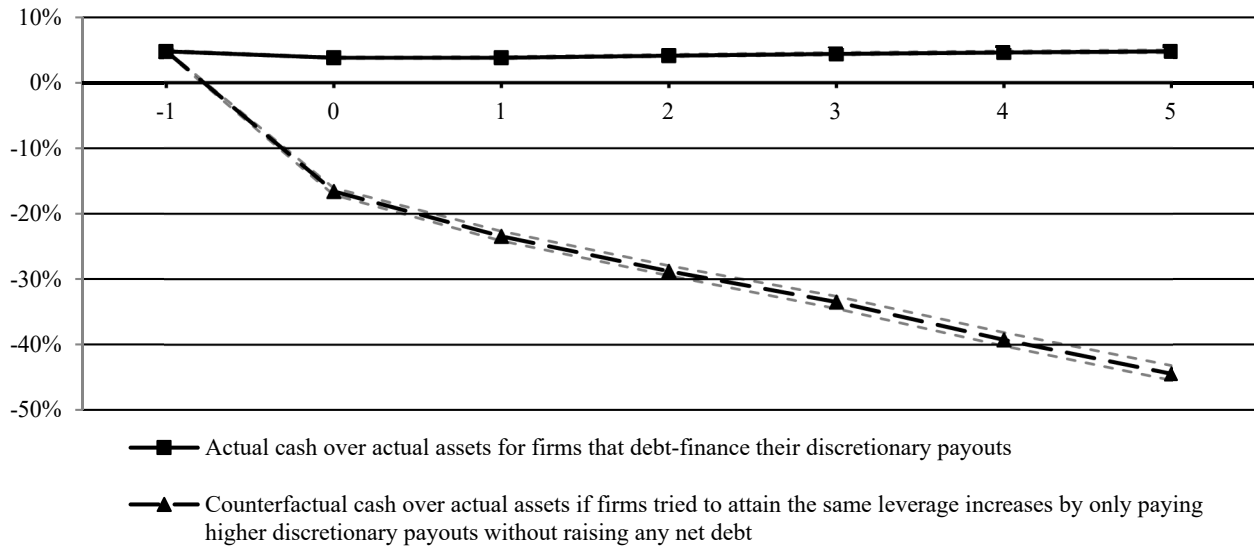 10%
0%
-1 0 1 2 3 4 5
-10%
-20%
-30%
-40%
-50%
Actual cash over actual assets for firms that debt-finance their discretionary payouts
Counterfactual cash over actual assets if firms tried to attain the same leverage increases by only paying
higher discretionary payouts without raising any net debt